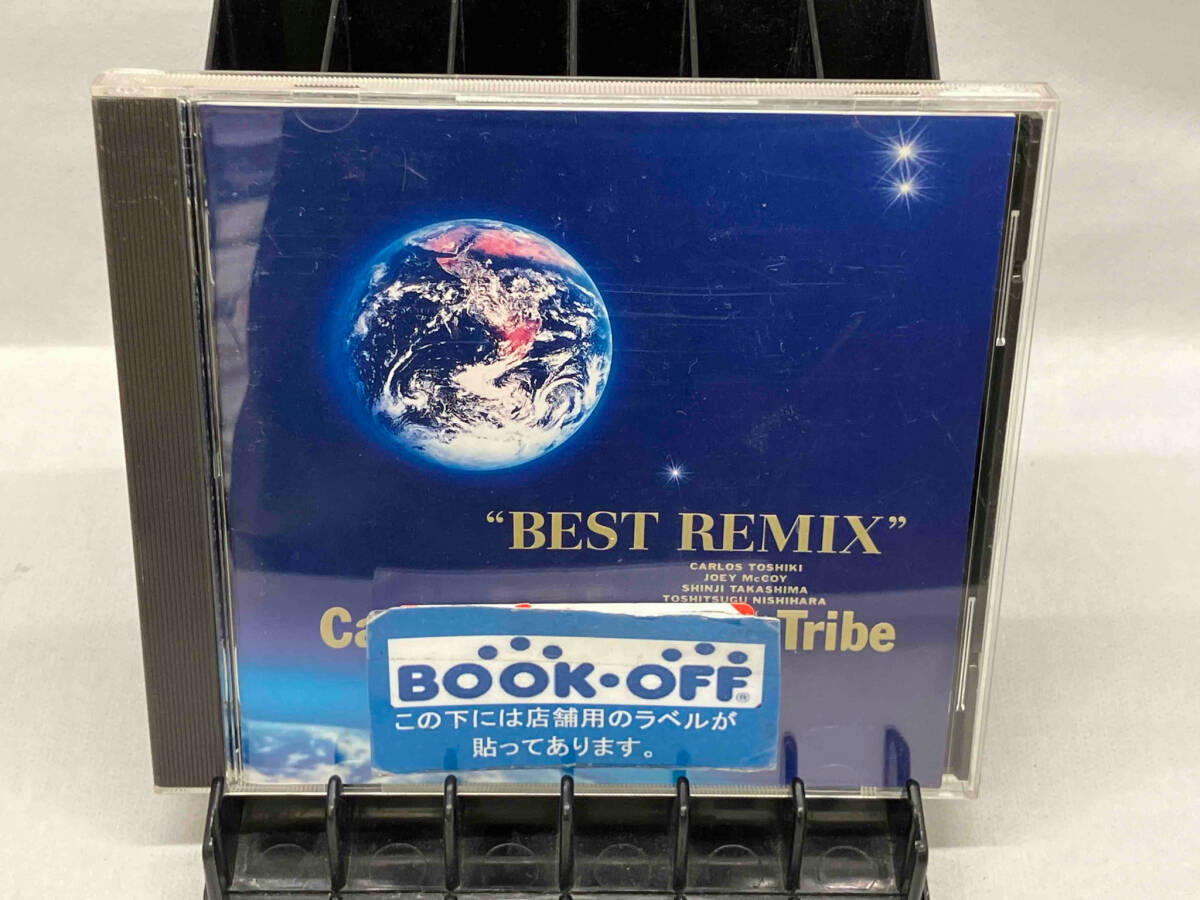 “BEST REMIX”
CARLOS TOSHIKI
JOEY McCOY
SHINJI TAKASHIMA
TOSHITSUGU NISHIHARA
Tribe
BOOK・OFF®
この下には店舗用のラベルが
貼ってあります。